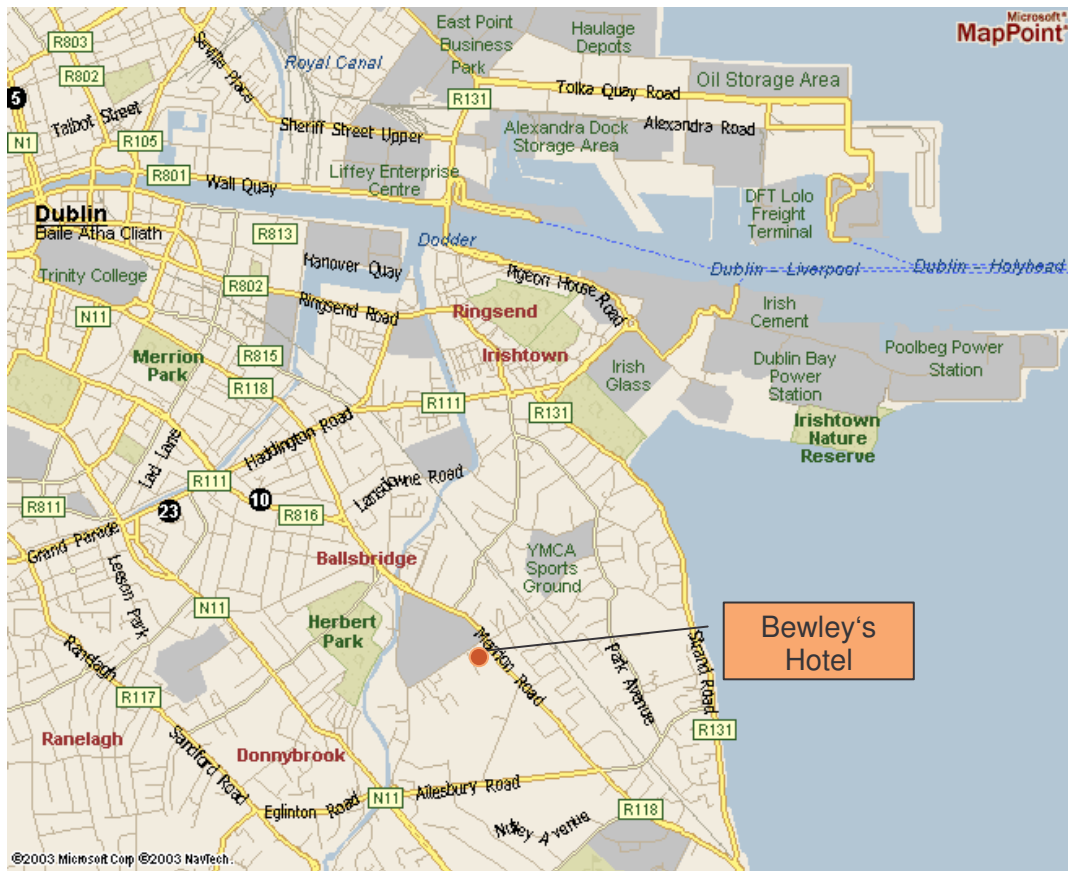 Microsoft®
MapPoint®
East Point
Business
Park
Haulage
Depots
R803
Seville Place
Royal Canal
Oil Storage Area
R802
5
R131
Tolka Quay Road
Talbot Street
N1
R105
Sheriff Street Upper
Alexandra Dock
Storage Area
Alexandra Road
R801
Wall Quay
Liffey Enterprise
Centre
DFT Lolo
Freight
Terminal
Dublin
Baile Atha Cliath
R813
Dodder
Hanover Quay
Trinity College
R802
Pigeon House Road
Dublin - Liverpool
Dublin - Holyhead
N11
Ringsend Road
Ringsend
Irish
Cement
Merrion
Park
R815
Irishtown
Irish
Glass
Dublin Bay
Power
Station
Poolbeg Power
Station
R118
R111
R131
Irishtown
Nature
Reserve
Lad Lane
Haddington Road
R111
Lansdowne Road
R811
23
10
R816
Grand Parade
Ballsbridge
YMCA
Sports
Ground
Leeson Park
N11
Herbert
Park
Bewley‘s
Hotel
Merrion Road
Park Avenue
Strand Road
Ranelagh
R117
Ranelagh
Sandford Road
Donnybrook
R131
N11
Ailesbury Road
Eglinton Road
R118
Nutley Avenue
©2003 Microsoft Corp ©2003 NavTech.